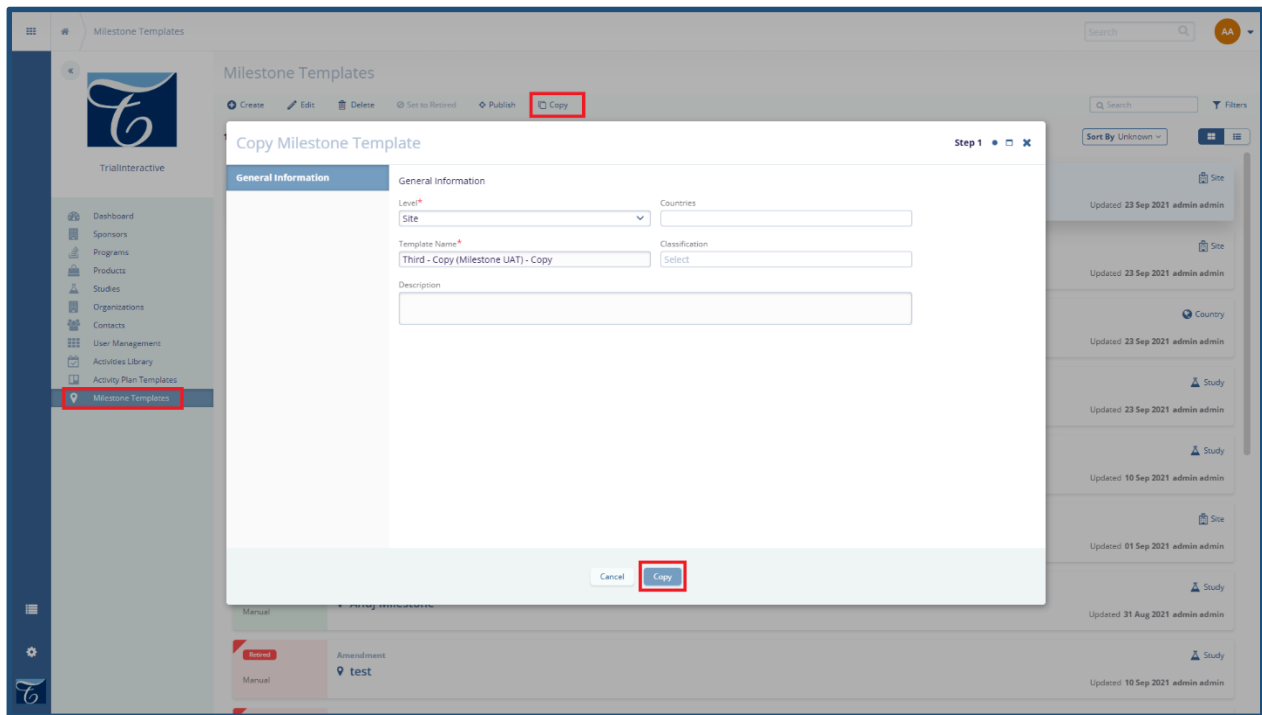 Milestone Templates
Search
AA
TrialInteractive
Dashboard
Sponsors
Programs
Products
Studies
Organizations
Contacts
User Management
Activities Library
Activity Plan Templates
Milestone Templates
Milestone Templates
Create Edit Delete Set to Retired Publish Copy
Search Filters
Sort By Unknown
Copy Milestone Template
Step 1
General Information
General Information
Level*
Site
Countries
Template Name*
Third - Copy (Milestone UAT) - Copy
Classification
Select
Description
Cancel Copy
Site
Updated 23 Sep 2021 admin admin
Site
Updated 23 Sep 2021 admin admin
Country
Updated 23 Sep 2021 admin admin
Study
Updated 23 Sep 2021 admin admin
Study
Updated 10 Sep 2021 admin admin
Site
Updated 01 Sep 2021 admin admin
Study
Manual
Updated 31 Aug 2021 admin admin
Retired
Amendment
Study
test
Manual
Updated 10 Sep 2021 admin admin